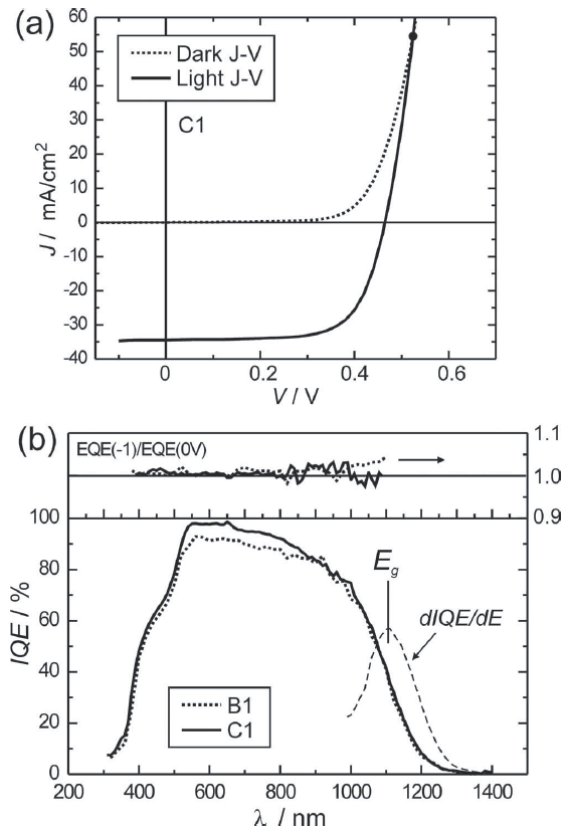 (a)
60
50
40
30
20
10
0
-10
-20
-30
-40
J / mA/cm²
Dark J-V
Light J-V
C1
0
0.2
0.4
0.6
V / V
(b)
EQE(-1)/EQE(0V)
1.1
1.0
0.9
100
80
60
40
20
0
IQE / %
E_g
dIQE/dE
B1
C1
200 400 600 800 1000 1200 1400
λ / nm